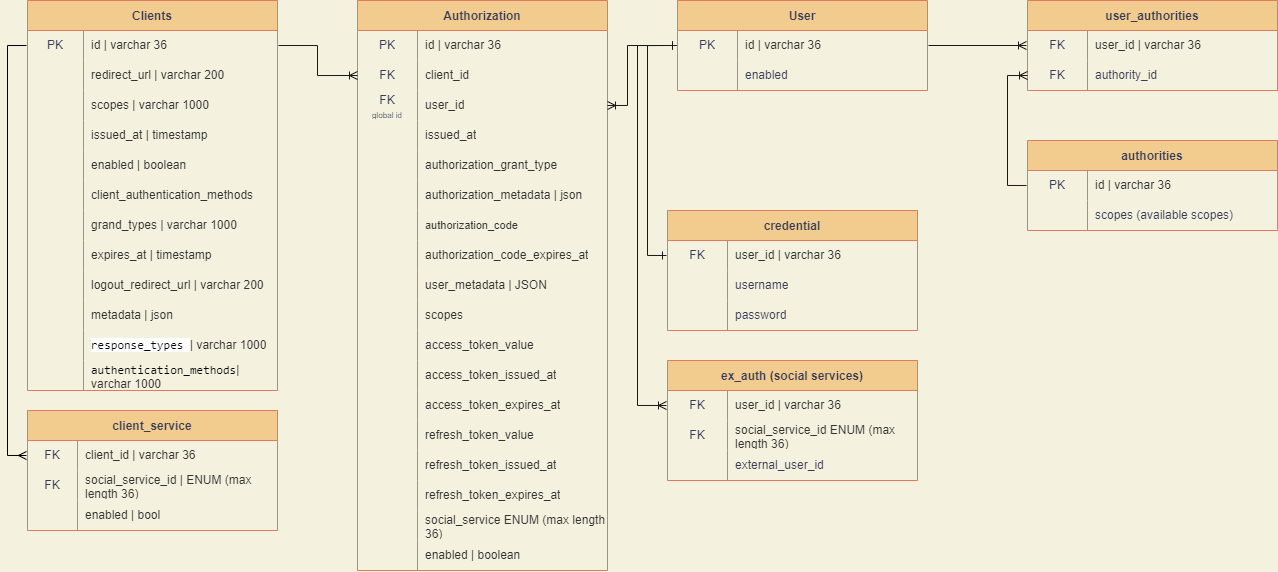 Clients
PK
id | varchar 36
redirect_url | varchar 200
scopes | varchar 1000
issued_at | timestamp
enabled | boolean
client_authentication_methods
grand_types | varchar 1000
expires_at | timestamp
logout_redirect_url | varchar 200
metadata | json
response_types | varchar 1000
authentication_methods|
varchar 1000
client_service
FK
client_id | varchar 36
FK
social_service_id | ENUM (max
length 36)
enabled | bool
Authorization
PK
id | varchar 36
FK
client_id
FK
global id
user_id
issued_at
authorization_grant_type
authorization_metadata | json
authorization_code
authorization_code_expires_at
user_metadata | JSON
scopes
access_token_value
access_token_issued_at
access_token_expires_at
refresh_token_value
refresh_token_issued_at
refresh_token_expires_at
social_service ENUM (max length
36)
enabled | boolean
User
PK
id | varchar 36
enabled
credential
FK
user_id | varchar 36
username
password
ex_auth (social services)
FK
user_id | varchar 36
FK
social_service_id ENUM (max
length 36)
external_user_id
user_authorities
FK
user_id | varchar 36
FK
authority_id
authorities
PK
id | varchar 36
scopes (available scopes)